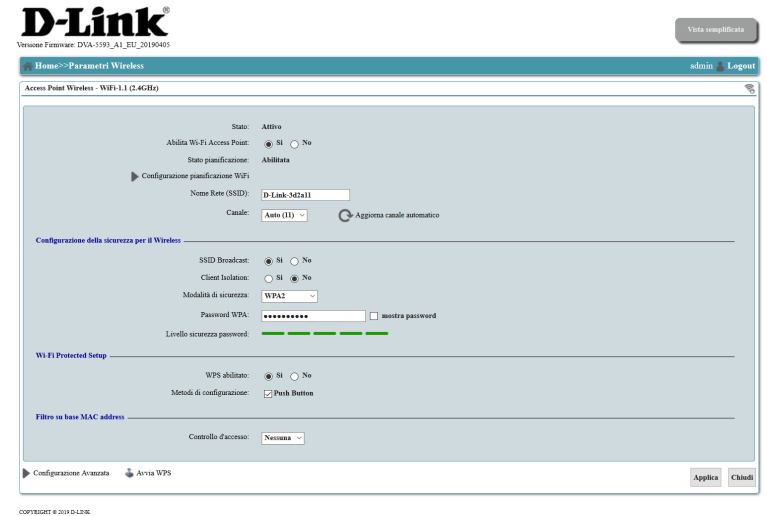 D-Link®
Vista semplificata
Versione Firmware: DVA-5593_A1_EU_20190405
Home>>Parametri Wireless
admin Logout
Access Point Wireless - WiFi-1.1 (2.4GHz)
Stato: Attivo
Abilita Wi-Fi Access Point: Si No
Stato pianificazione: Abilitata
Configurazione pianificazione WiFi
Nome Rete (SSID): D-Link-3d2a11
Canale: Auto (11) Aggiorna canale automatico
Configurazione della sicurezza per il Wireless
SSID Broadcast: Si No
Client Isolation: Si No
Modalità di sicurezza: WPA2
Password WPA: •••••••••• mostra password
Livello sicurezza password:
Wi-Fi Protected Setup
WPS abilitato: Si No
Metodi di configurazione: Push Button
Filtro su base MAC address
Controllo d'accesso: Nessuna
Configurazione Avanzata Avvia WPS
Applica Chiudi
COPYRIGHT © 2019 D-LINK